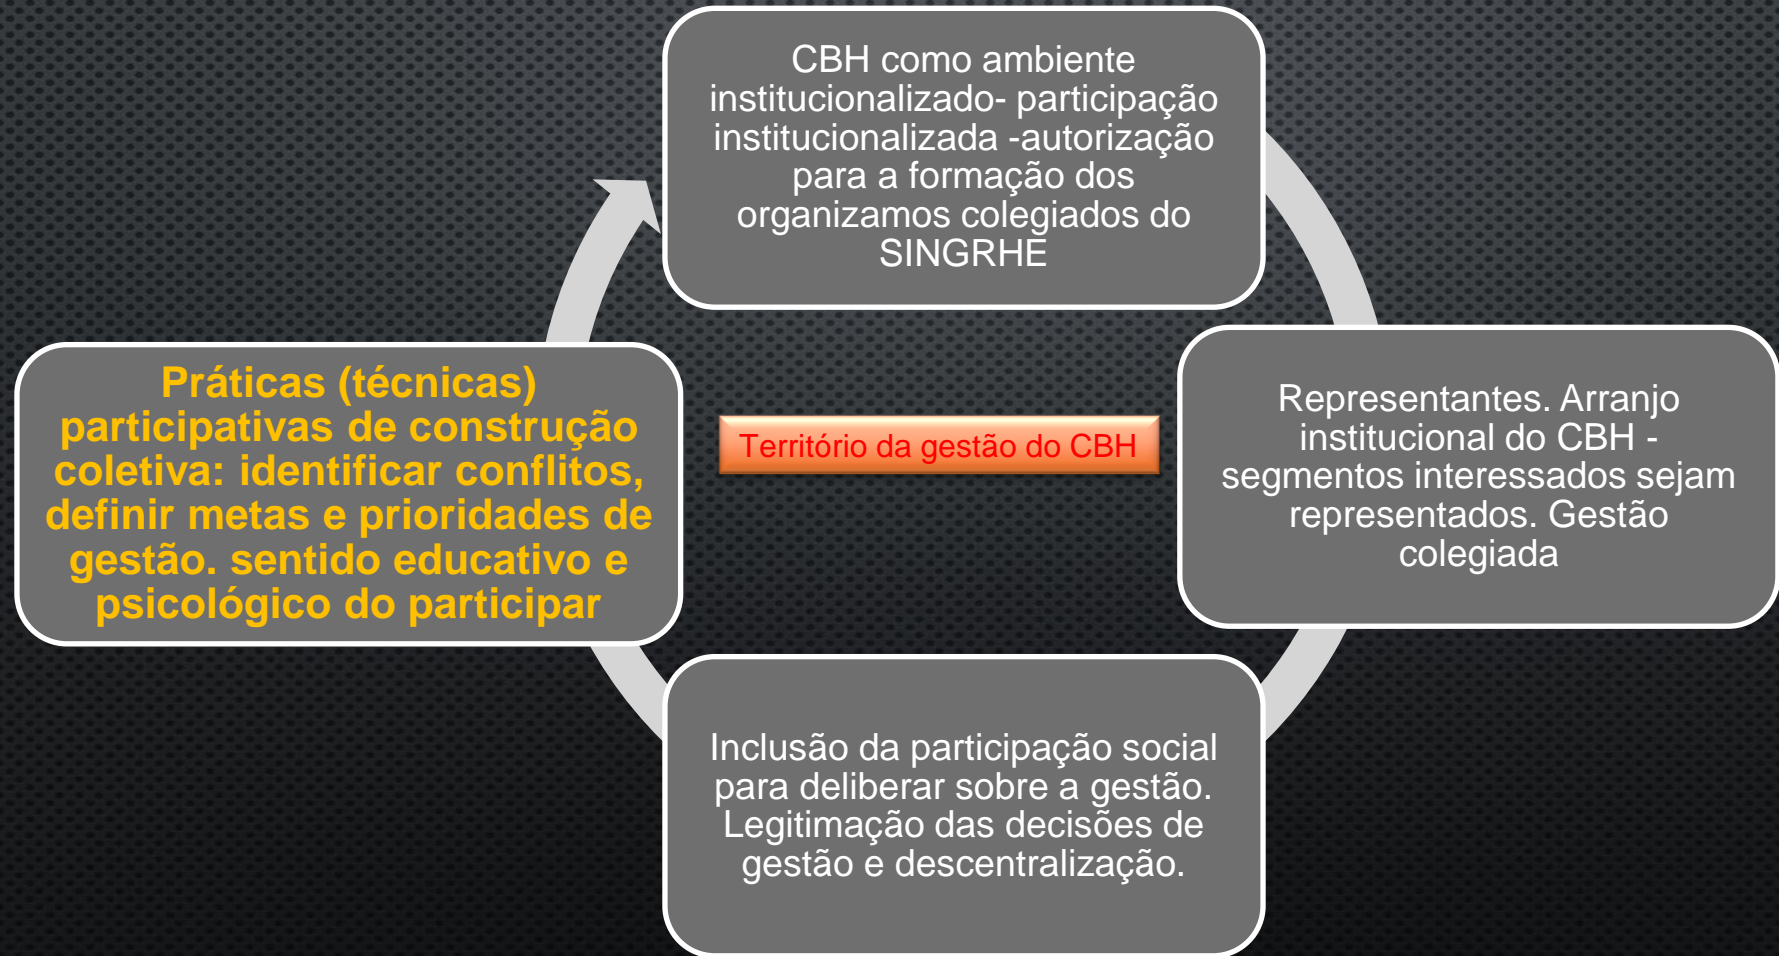 CBH como ambiente
institucionalizado- participação
institucionalizada -autorização
para a formação dos
organizamos colegiados do
SINGRHE
Práticas (técnicas)
participativas de construção
coletiva: identificar conflitos,
definir metas e prioridades de
gestão. sentido educativo e
psicológico do participar
Território da gestão do CBH
Representantes. Arranjo
institucional do CBH -
segmentos interessados sejam
representados. Gestão
colegiada
Inclusão da participação social
para deliberar sobre a gestão.
Legitimação das decisões de
gestão e descentralização.